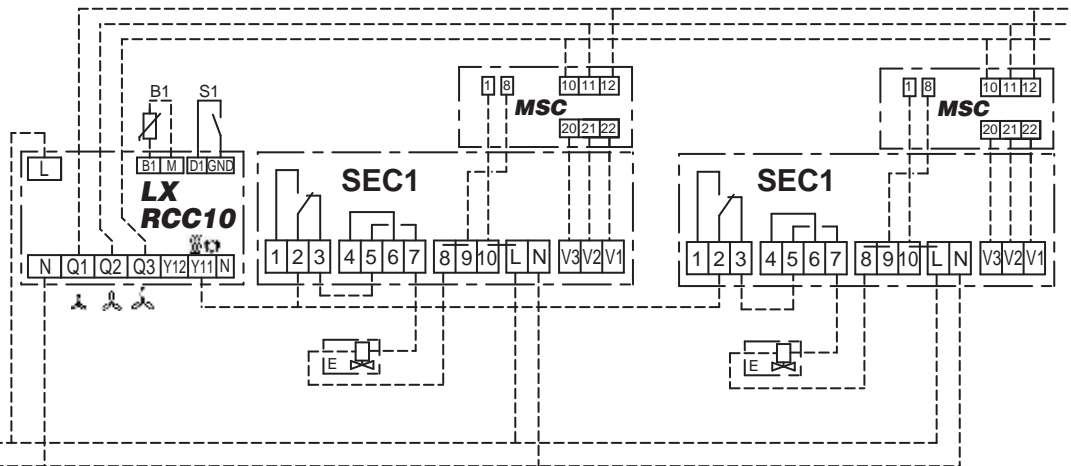 1 8 10 11 12
MSC
20 21 22
1 8 10 11 12
MSC
20 21 22
B1 S1
L
B1 M D1 GND
LX
RCC10
N Q1 Q2 Q3 Y12 Y11 N
SEC1
1 2 3 4 5 6 7 8 9 10 L N V3 V2 V1
E
SEC1
1 2 3 4 5 6 7 8 9 10 L N V3 V2 V1
E